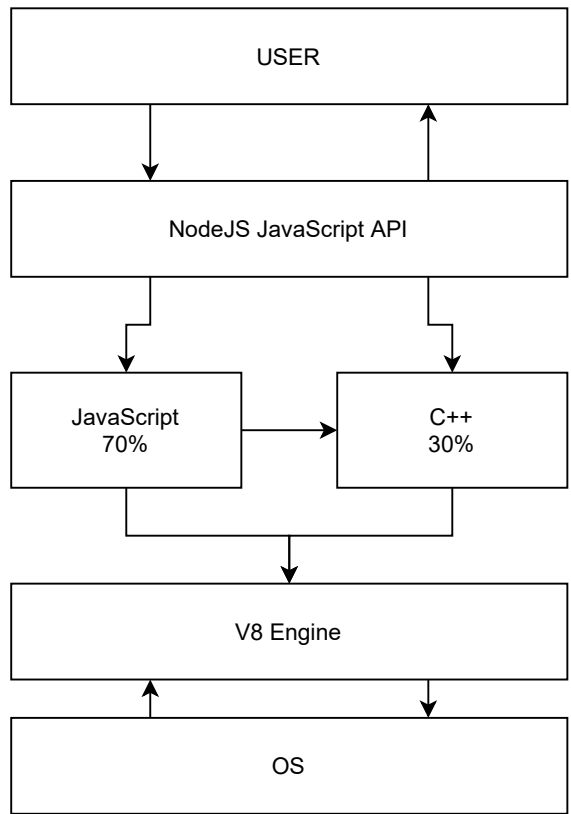 USER
NodeJS JavaScript API
JavaScript
70%
C++
30%
V8 Engine
OS